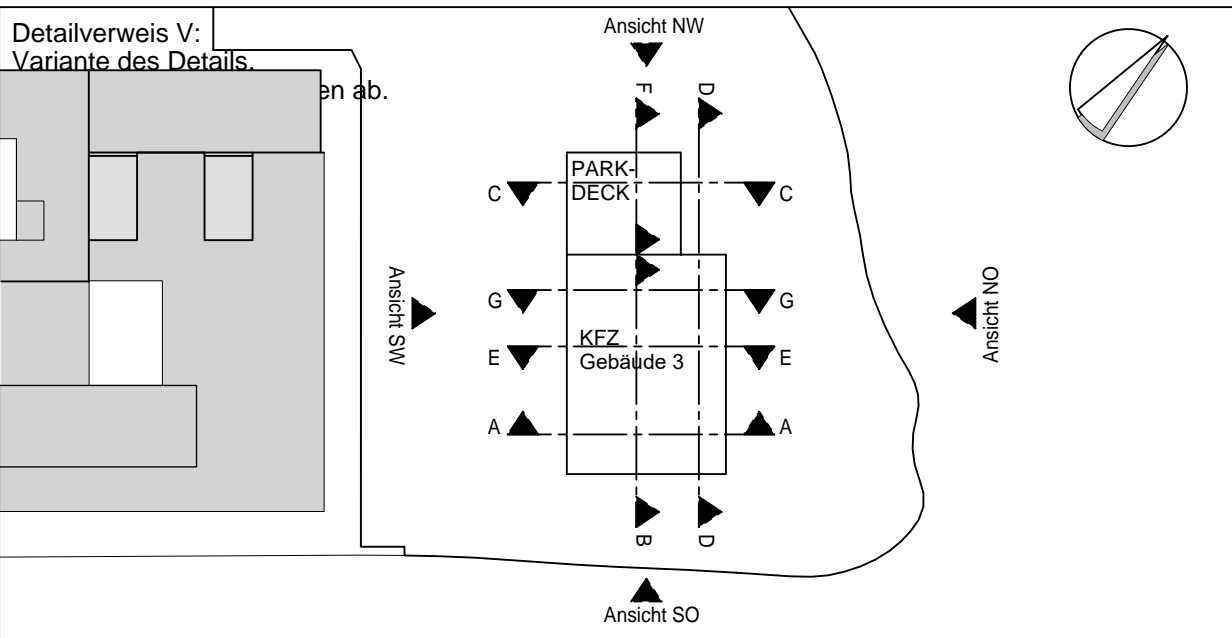 Detailverweis V:
Variante des Details.
en ab.
Ansicht NW
F
D
PARK-
DECK
C
C
Ansicht SW
G
G
Ansicht NO
KFZ
Gebäude 3
E
E
A
A
B
D
Ansicht SO